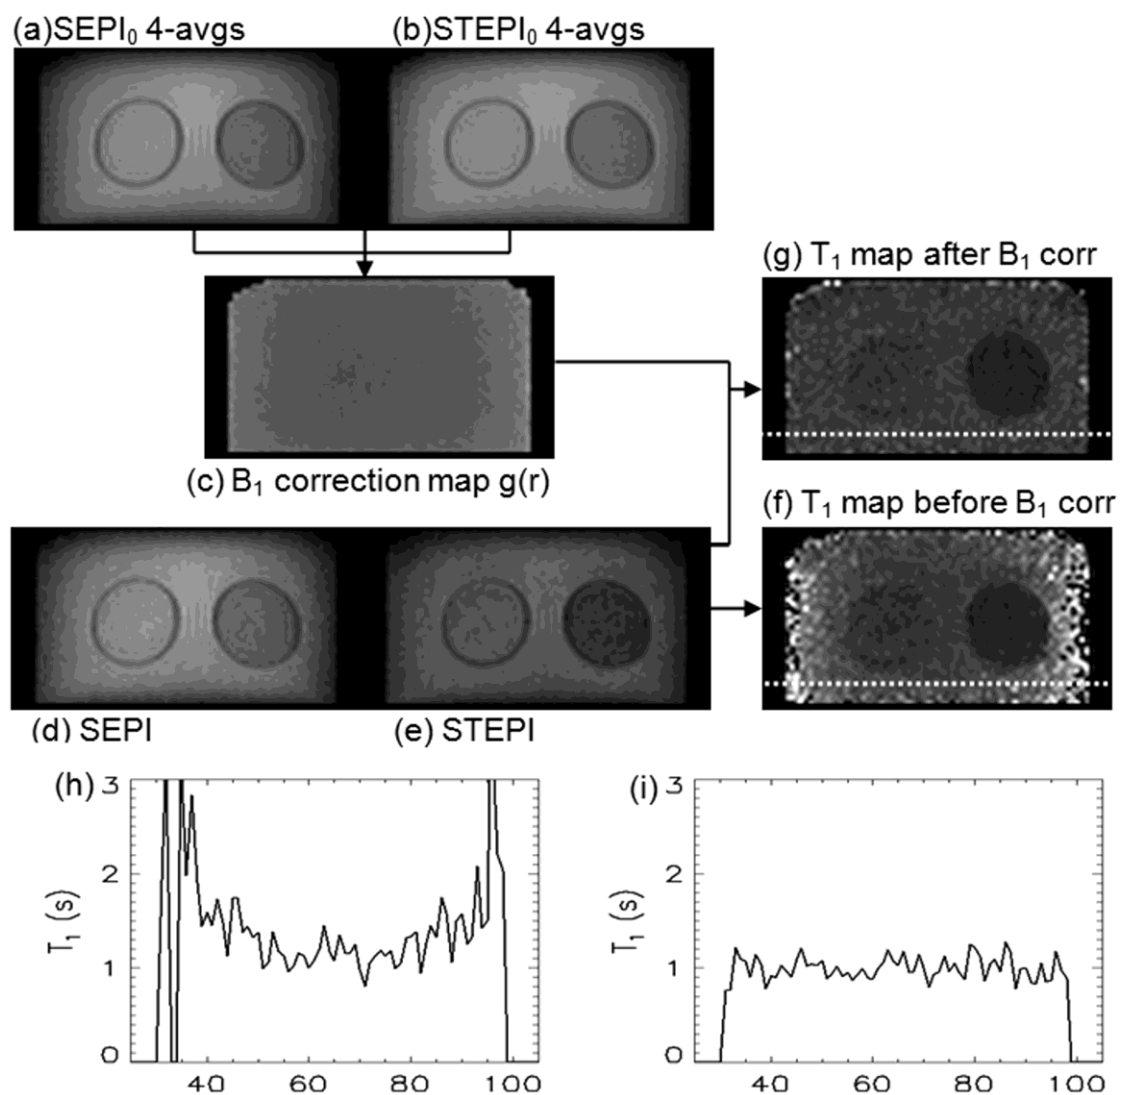 (a)SEPI₀ 4-avgs
(b)STEPI₀ 4-avgs
(g) T₁ map after B₁ corr
(c) B₁ correction map g(r)
(f) T₁ map before B₁ corr
(d) SEPI
(e) STEPI
(h)
3
2
1
0
T₁ (s)
40 60 80 100
(i)
3
2
1
0
T₁ (s)
40 60 80 100